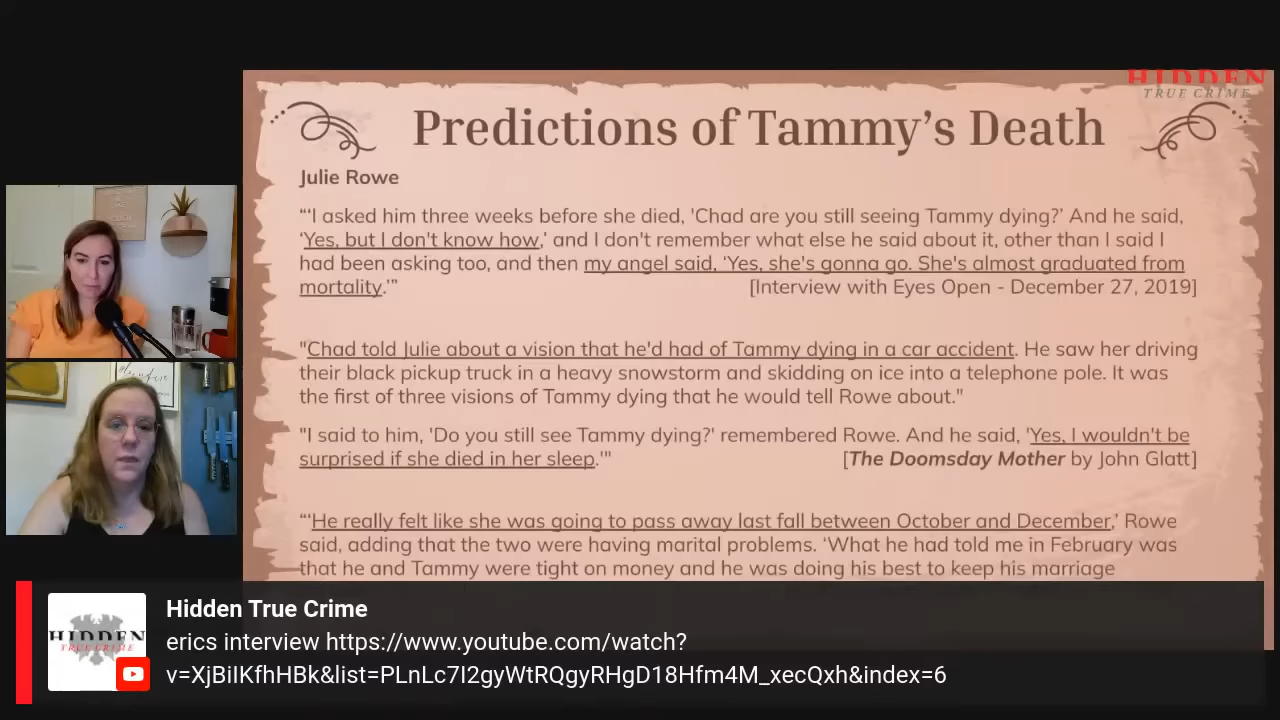 HIDDEN
TRUE CRIME
Predictions of Tammy’s Death
Julie Rowe
“‘I asked him three weeks before she died, 'Chad are you still seeing Tammy dying?’ And he said,
‘Yes, but I don't know how,’ and I don't remember what else he said about it, other than I said I
had been asking too, and then my angel said, ‘Yes, she's gonna go. She's almost graduated from
mortality.’”
[Interview with Eyes Open - December 27, 2019]
"Chad told Julie about a vision that he'd had of Tammy dying in a car accident. He saw her driving
their black pickup truck in a heavy snowstorm and skidding on ice into a telephone pole. It was
the first of three visions of Tammy dying that he would tell Rowe about."
"I said to him, 'Do you still see Tammy dying?' remembered Rowe. And he said, 'Yes, I wouldn't be
surprised if she died in her sleep.'"
[The Doomsday Mother by John Glatt]
“‘He really felt like she was going to pass away last fall between October and December,’ Rowe
said, adding that the two were having marital problems. ‘What he had told me in February was
that he and Tammy were tight on money and he was doing his best to keep his marriage
HIDDEN
TRUE CRIME
Hidden True Crime
erics interview https://www.youtube.com/watch?
v=XjBiIKfhHBk&list=PLnLc7I2gyWtRQgyRHgD18Hfm4M_xecQxh&index=6